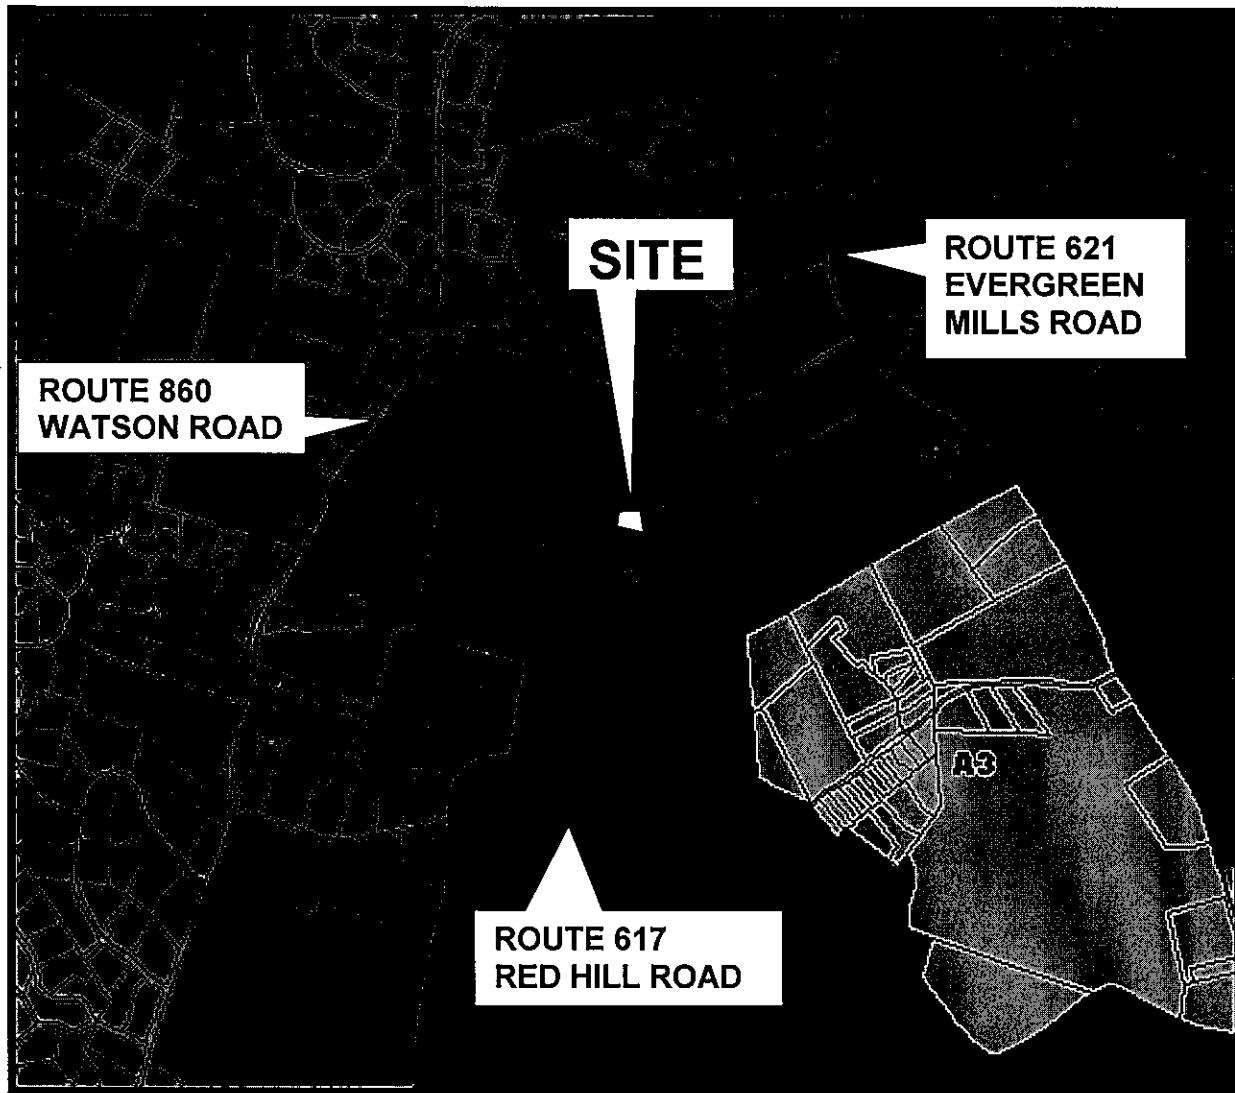 SITE
ROUTE 621
EVERGREEN
MILLS ROAD
ROUTE 860
WATSON ROAD
A3
ROUTE 617
RED HILL ROAD